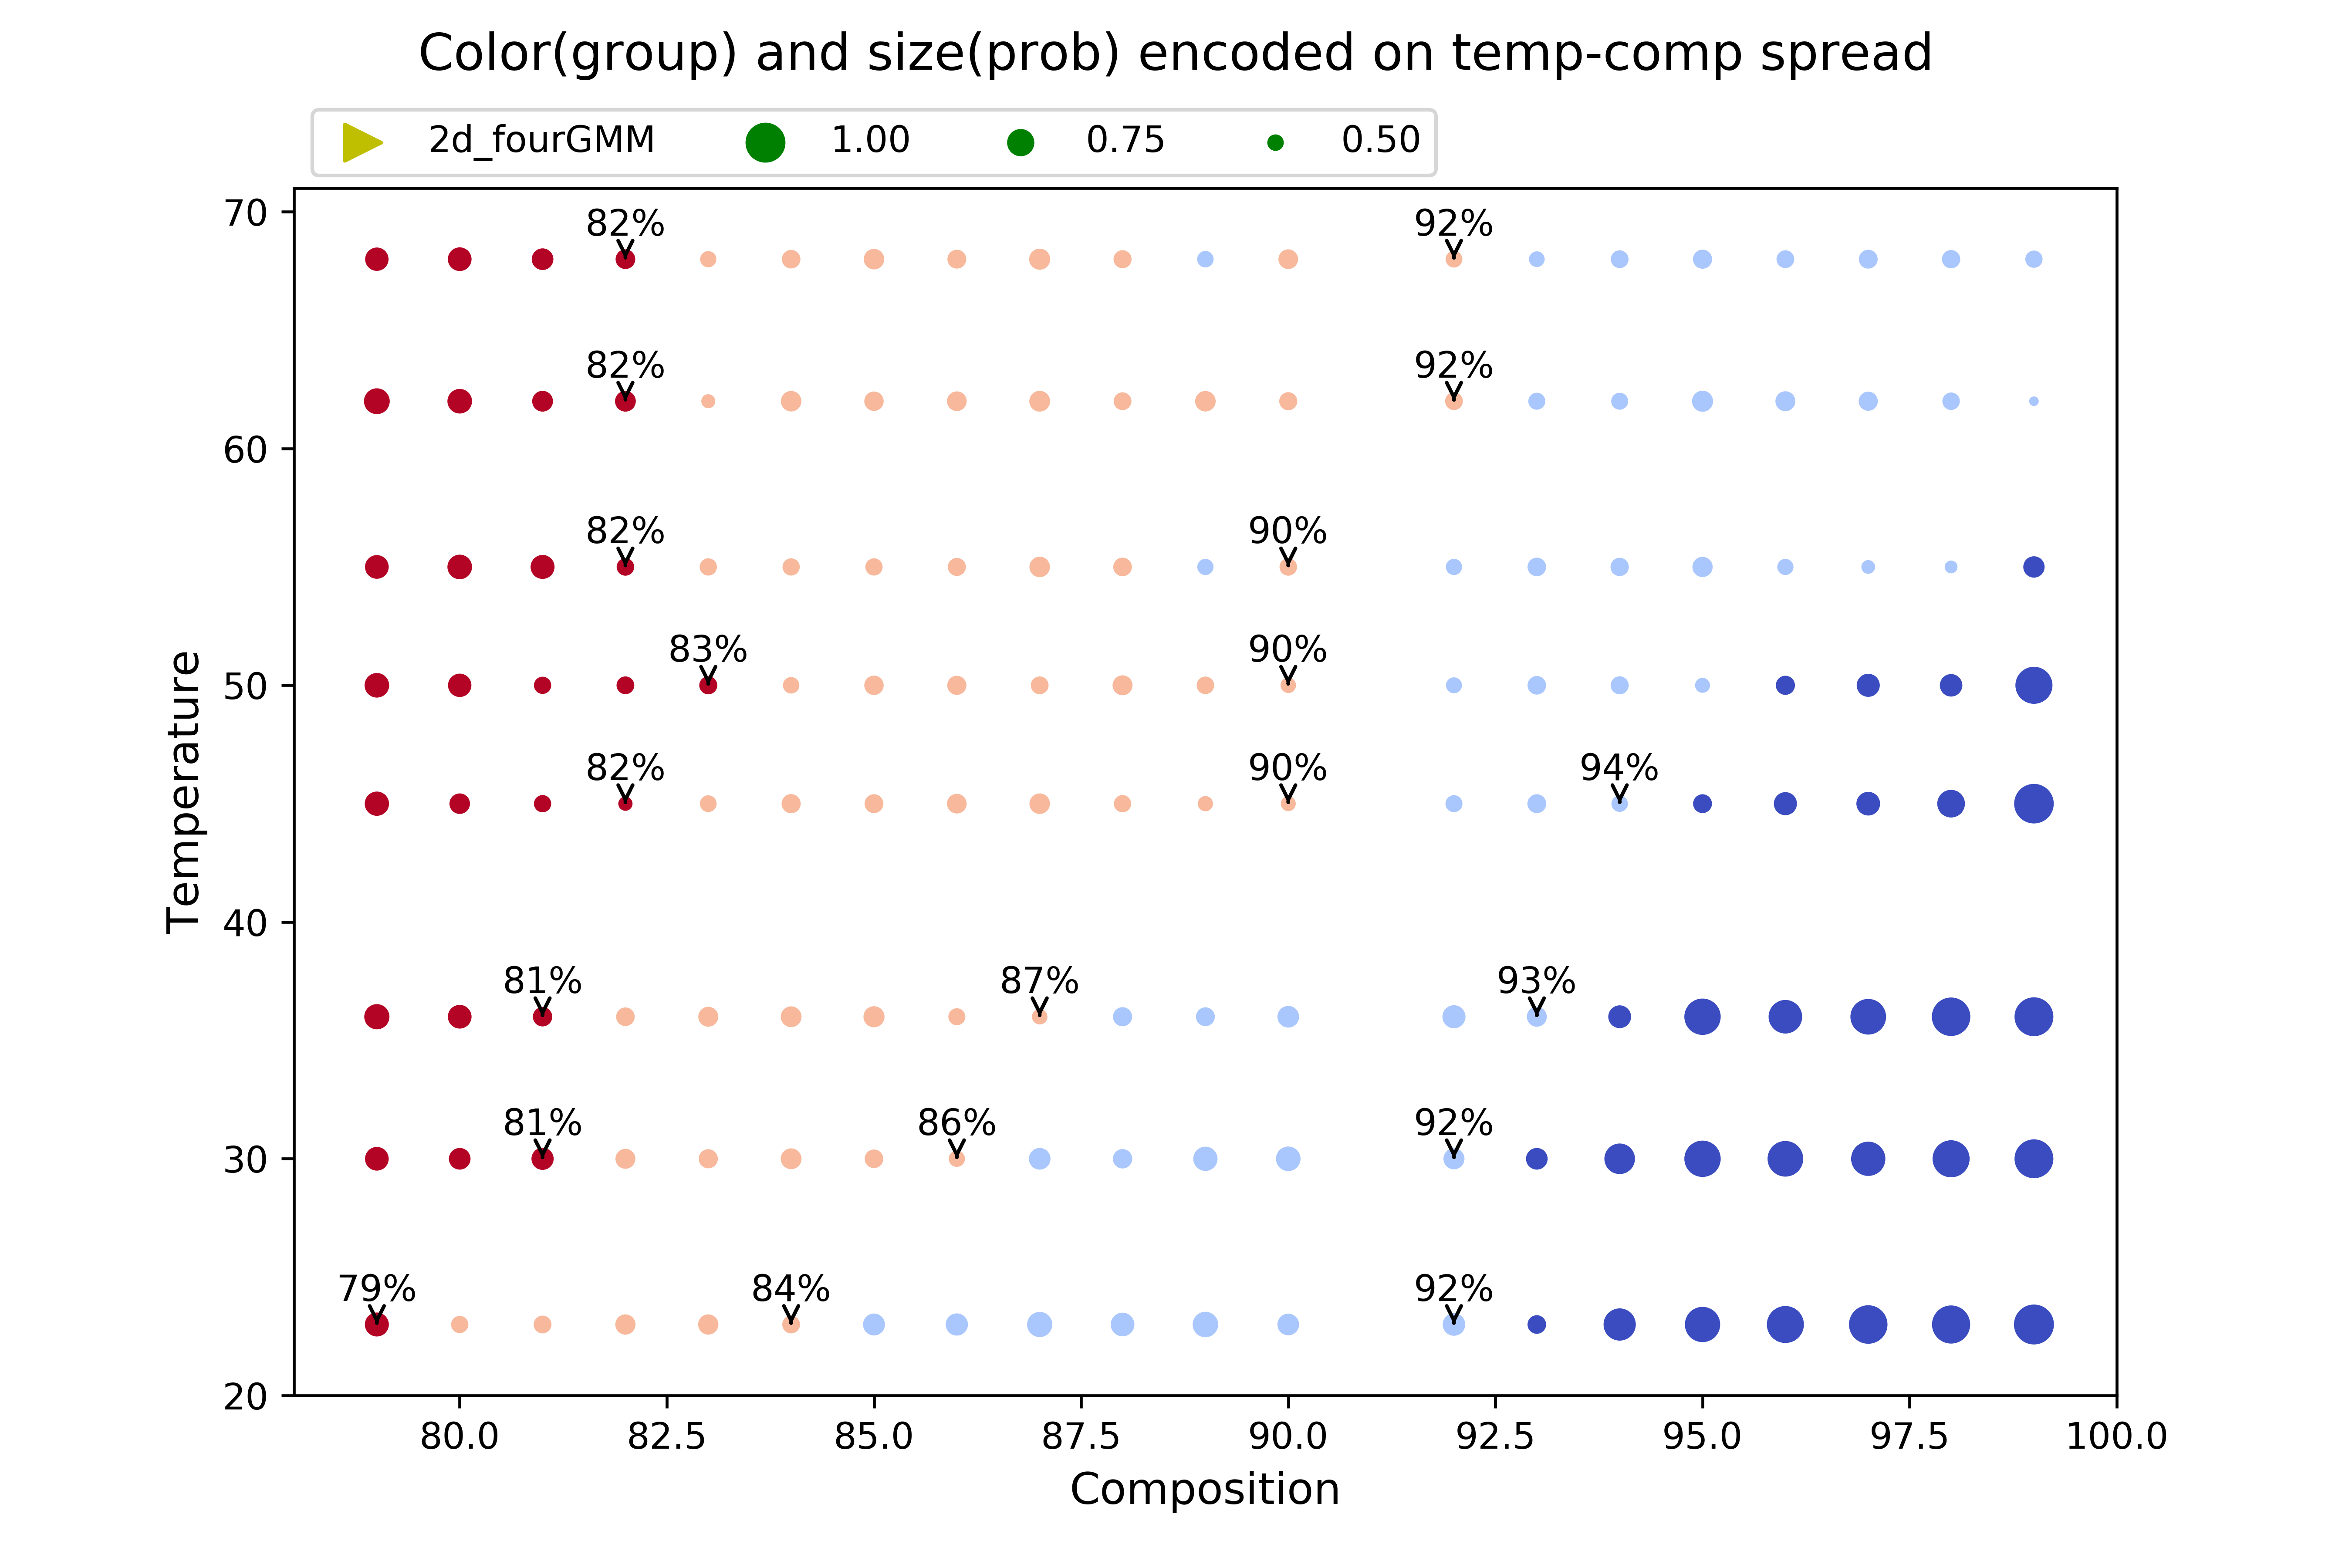 Color(group) and size(prob) encoded on temp-comp spread
2d_fourGMM 1.00 0.75 0.50
70
82% 92%
82% 92%
60
82% 90%
83% 90%
50
82% 90% 94%
40
81% 87% 93%
81% 86% 92%
30
79% 84% 92%
20
Temperature
80.0 82.5 85.0 87.5 90.0 92.5 95.0 97.5 100.0
Composition